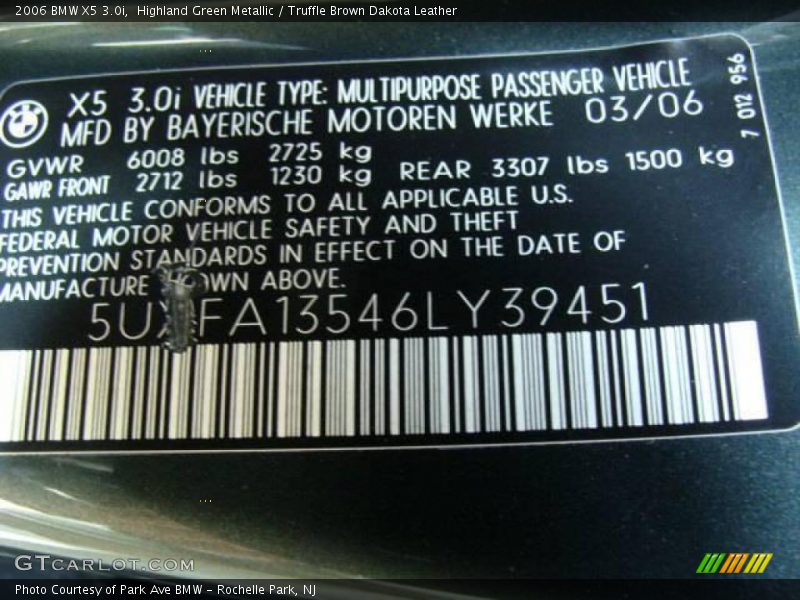 2006 BMW X5 3.0i, Highland Green Metallic / Truffle Brown Dakota Leather
X5 3.0i VEHICLE TYPE: MULTIPURPOSE PASSENGER VEHICLE
MFD BY BAYERISCHE MOTOREN WERKE 03/06
7 012 956
GVWR 6008 lbs 2725 kg
GAWR FRONT 2712 lbs 1230 kg REAR 3307 lbs 1500 kg
THIS VEHICLE CONFORMS TO ALL APPLICABLE U.S.
FEDERAL MOTOR VEHICLE SAFETY AND THEFT
PREVENTION STANDARDS IN EFFECT ON THE DATE OF
MANUFACTURE ABOVE.
5UXFA13546LY39451
GTCARLOT.COM
Photo Courtesy of Park Ave BMW - Rochelle Park, NJ